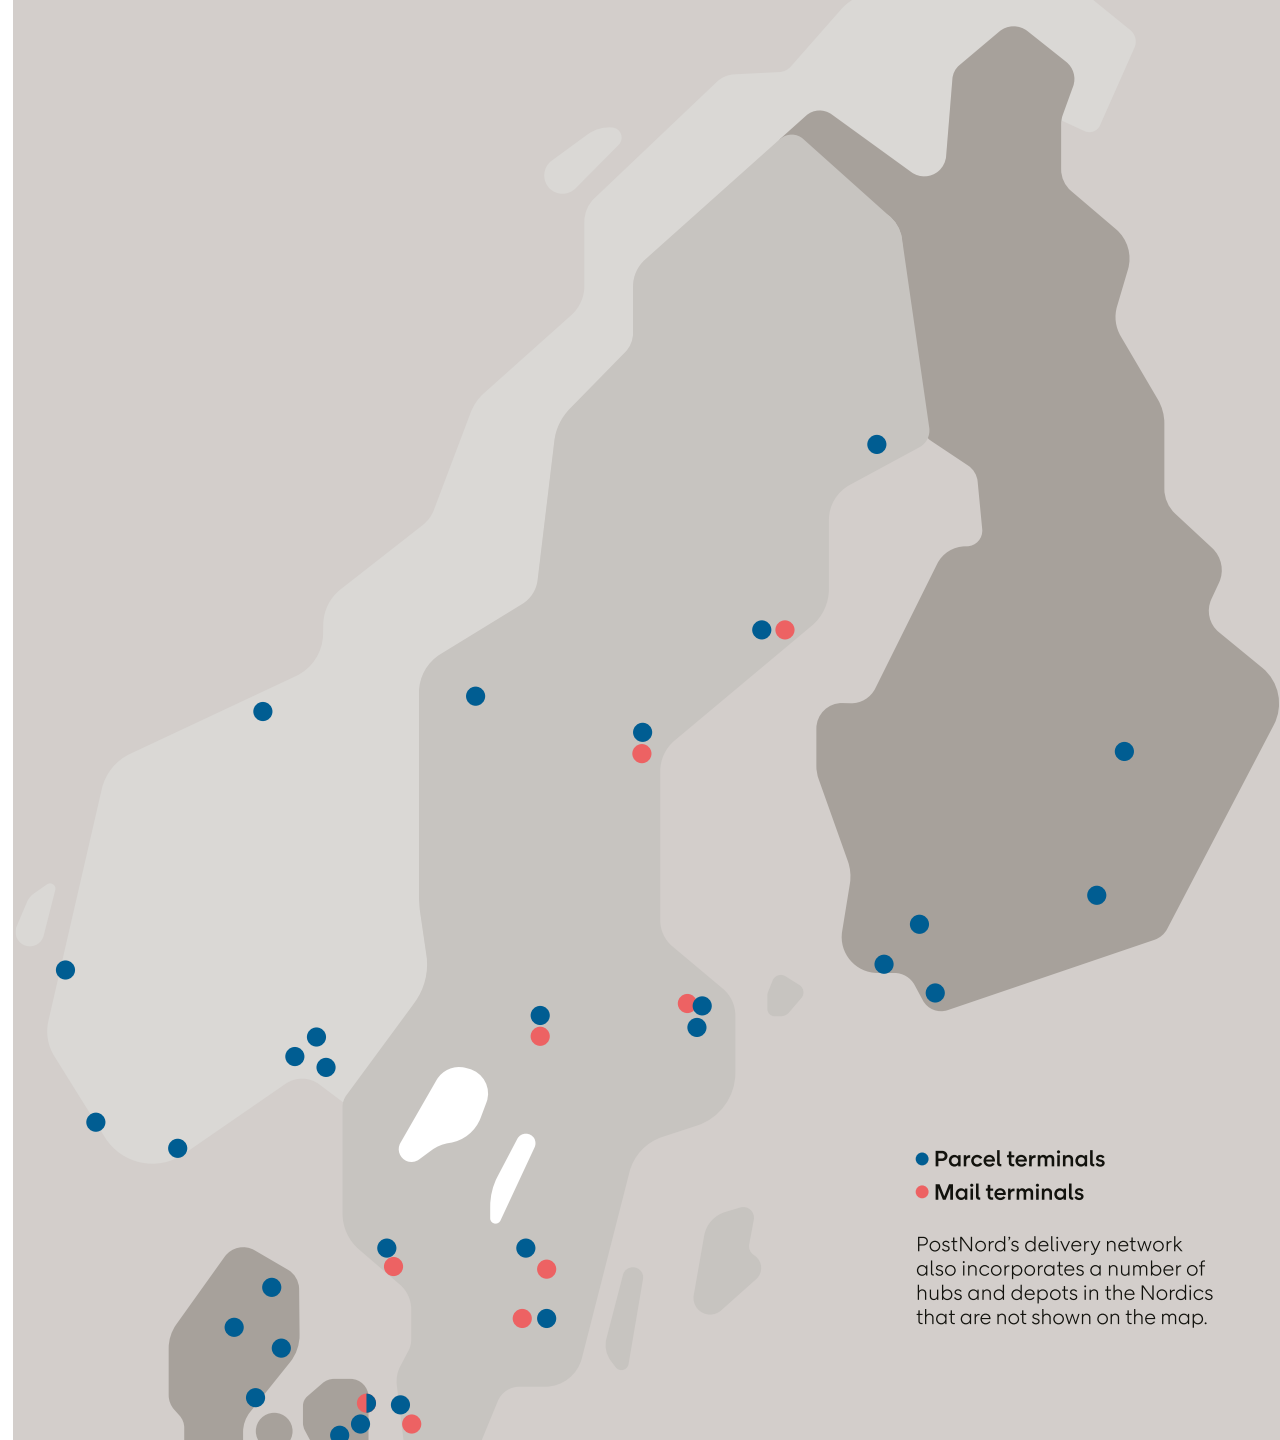 Parcel terminals
Mail terminals
PostNord’s delivery network
also incorporates a number of
hubs and depots in the Nordics
that are not shown on the map.